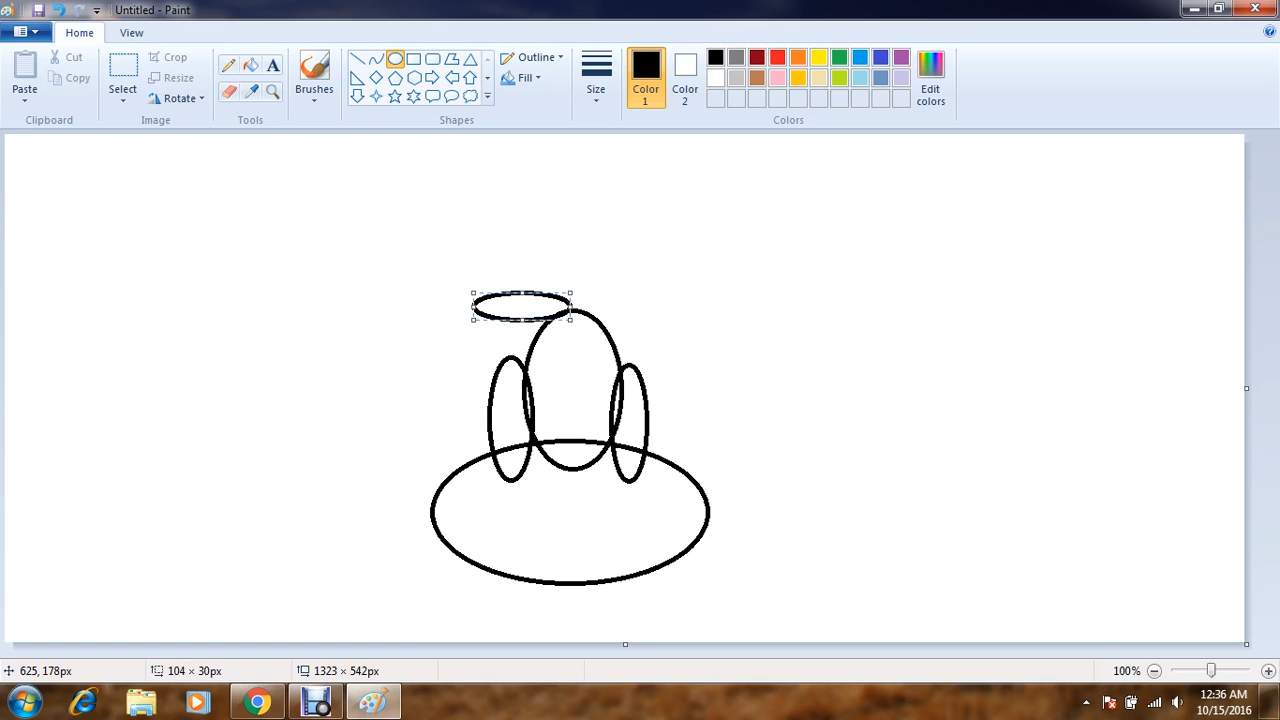 Untitled - Paint
Home View
Paste
Cut
Copy
Clipboard
Select
Crop
Resize
Rotate
Image
A
Tools
Brushes
Outline
Fill
Shapes
Size
Color 1
Color 2
Edit colors
Colors
625, 178px
104 × 30px
1323 × 542px
100%
12:36 AM
10/15/2016